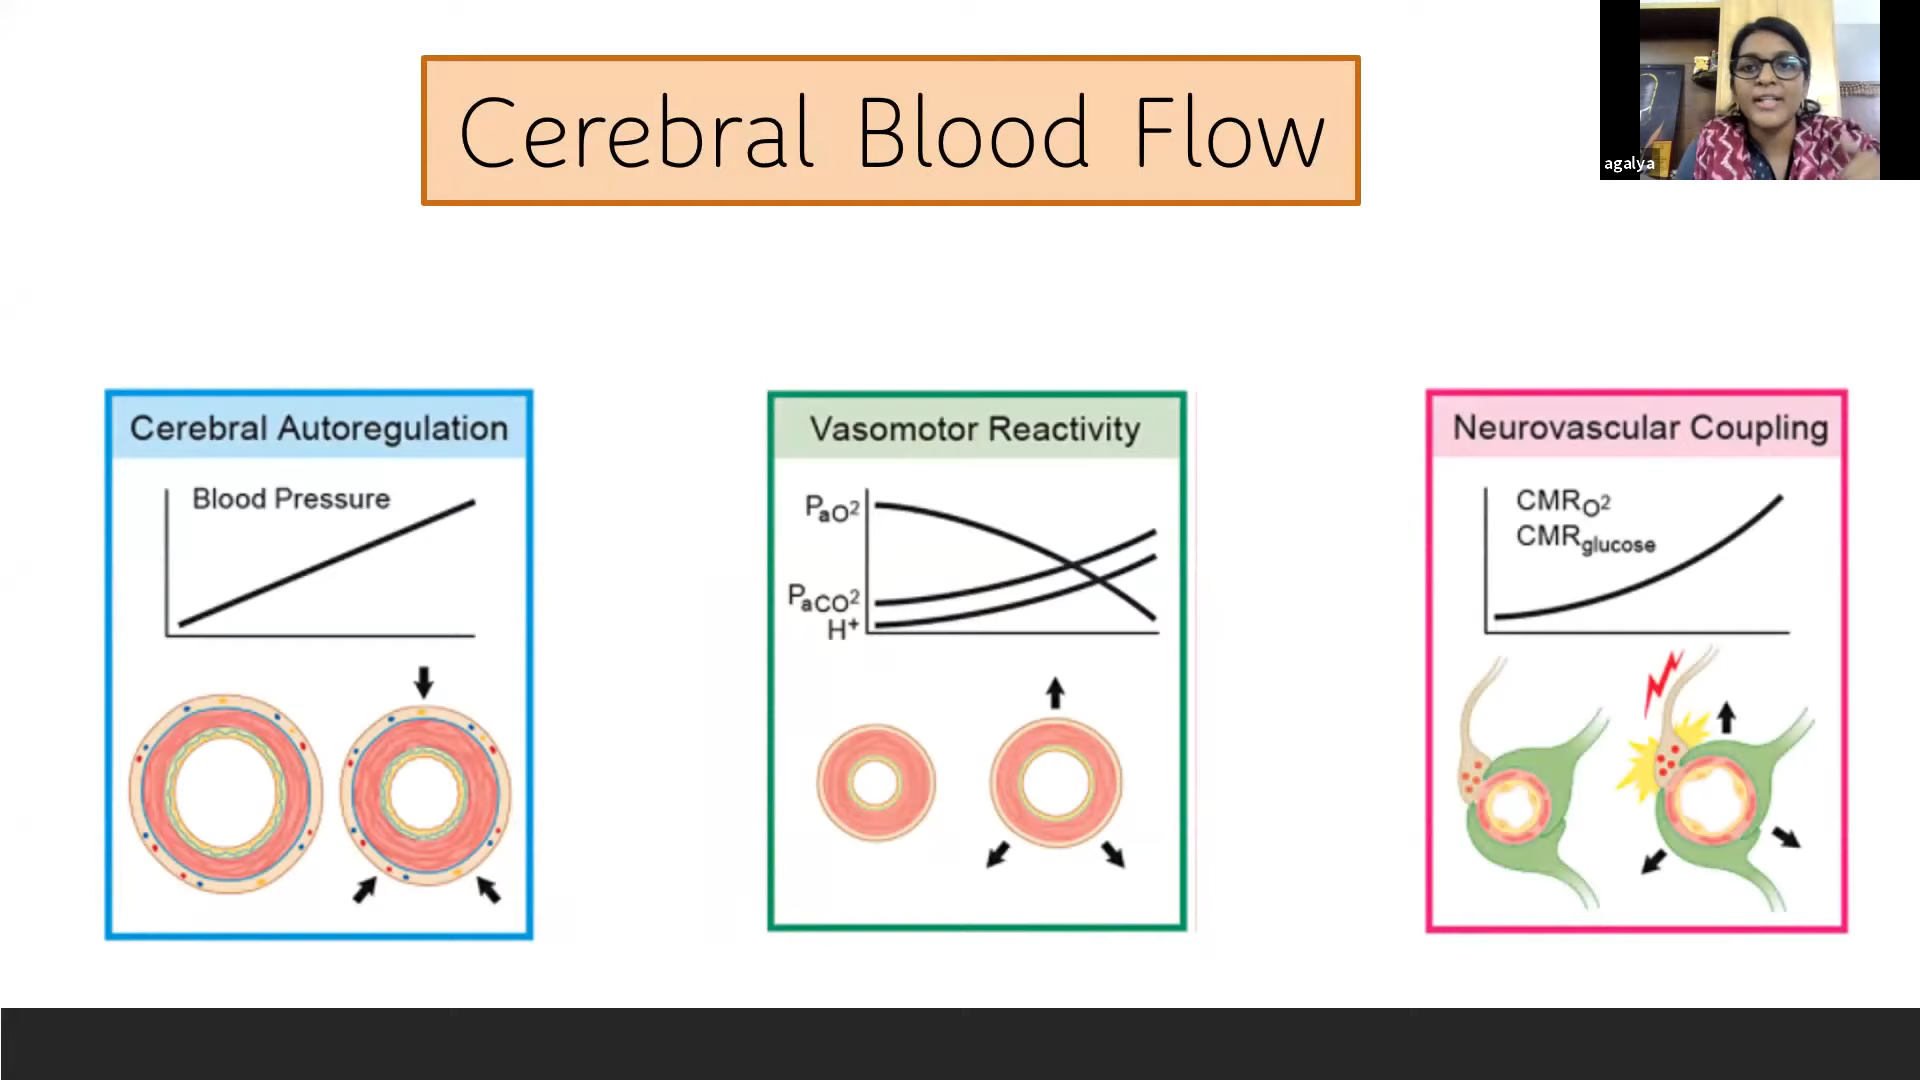 Cerebral Blood Flow
agalya
Cerebral Autoregulation
Blood Pressure
Vasomotor Reactivity
PaO2
PaCO2
H+
Neurovascular Coupling
CMRO2
CMRglucose